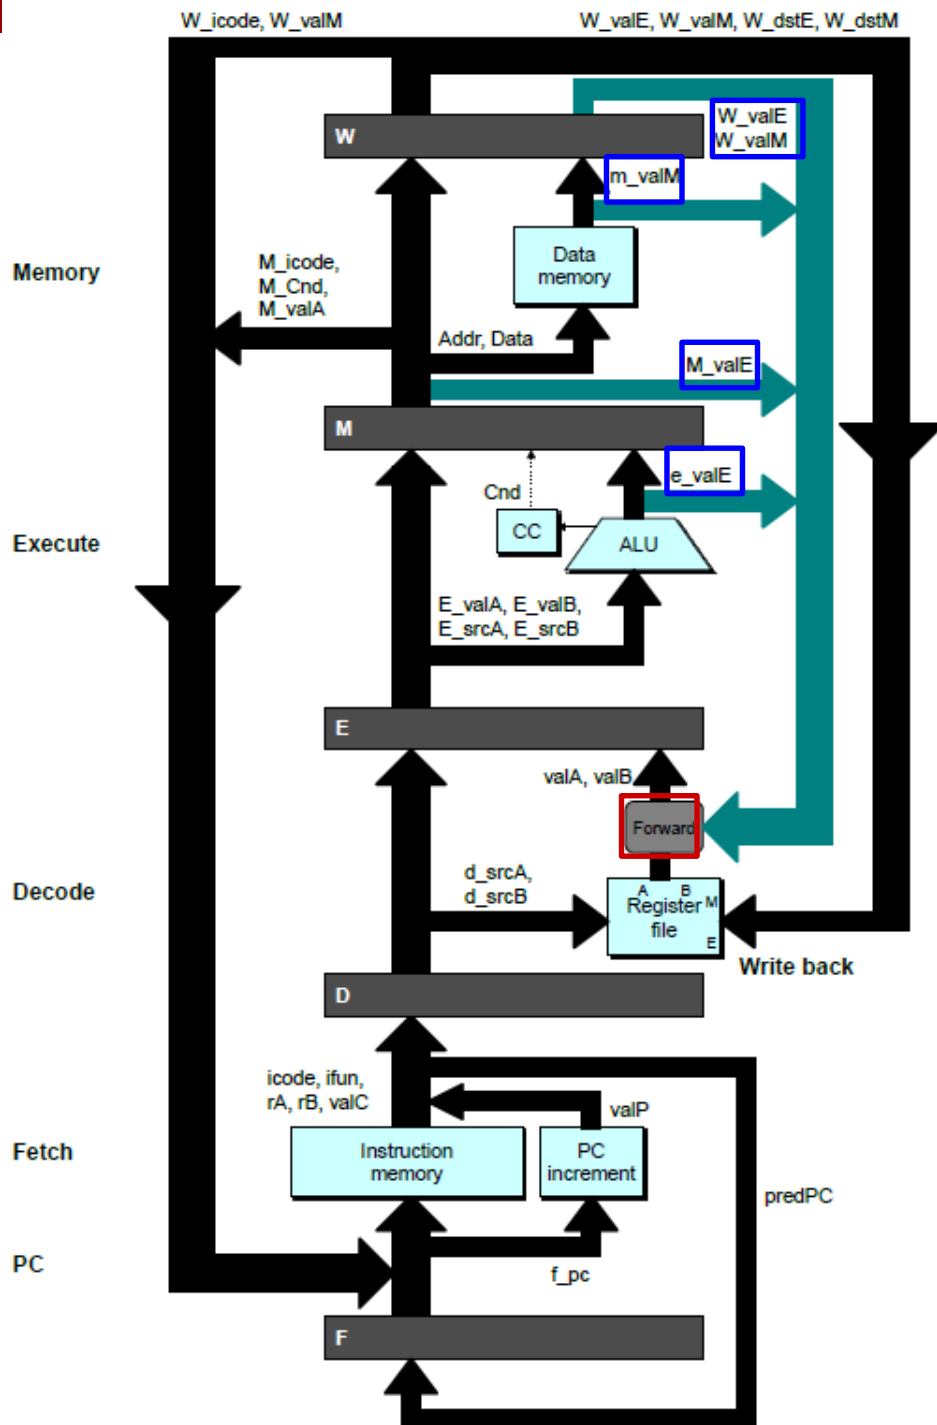 W_icode, W_valM
W_valE, W_valM, W_dstE, W_dstM
W_valE
W_valM
W
m_valM
Data
memory
Memory
M_icode,
M_Cnd,
M_valA
Addr, Data
M_valE
M
e_valE
Cnd
CC
ALU
Execute
E_valA, E_valB,
E_srcA, E_srcB
E
valA, valB
Forward
d_srcA,
d_srcB
Decode
A B
M
Register
file
E
Write back
D
icode, ifun,
rA, rB, valC
valP
Fetch
Instruction
memory
PC
increment
predPC
PC
f_pc
F